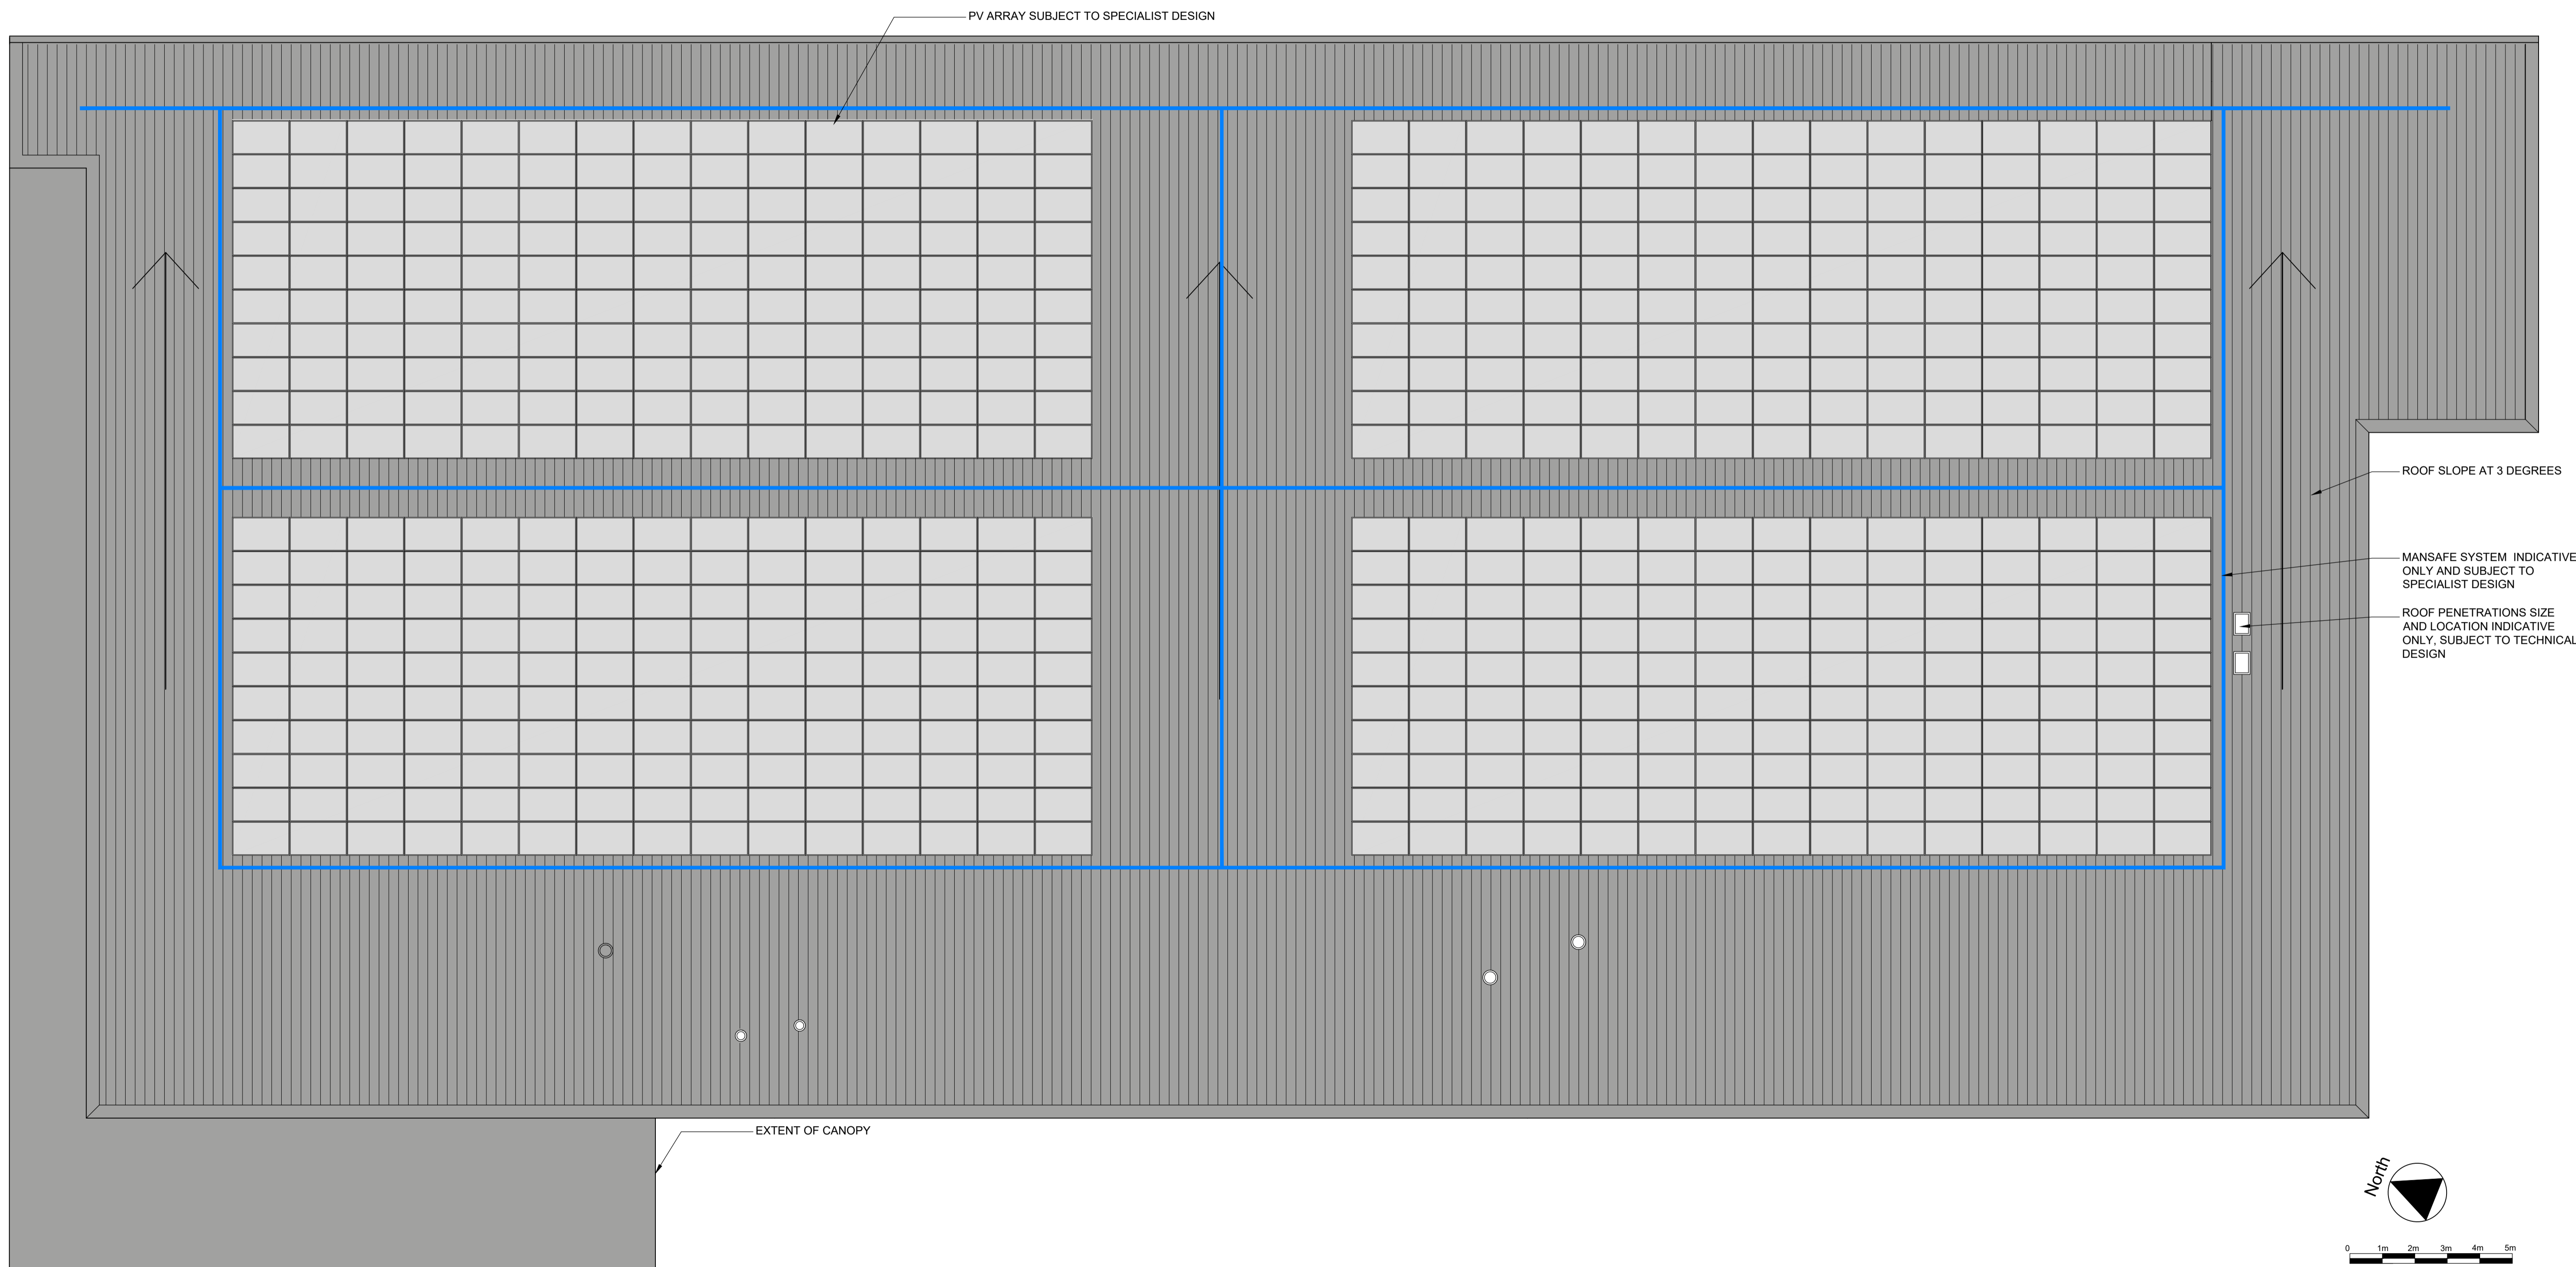 PV ARRAY SUBJECT TO SPECIALIST DESIGN
ROOF SLOPE AT 3 DEGREES
MANSAFE SYSTEM INDICATIVE
ONLY AND SUBJECT TO
SPECIALIST DESIGN
ROOF PENETRATIONS SIZE
AND LOCATION INDICATIVE
ONLY, SUBJECT TO TECHNICAL
DESIGN
EXTENT OF CANOPY
North
0 1m 2m 3m 4m 5m